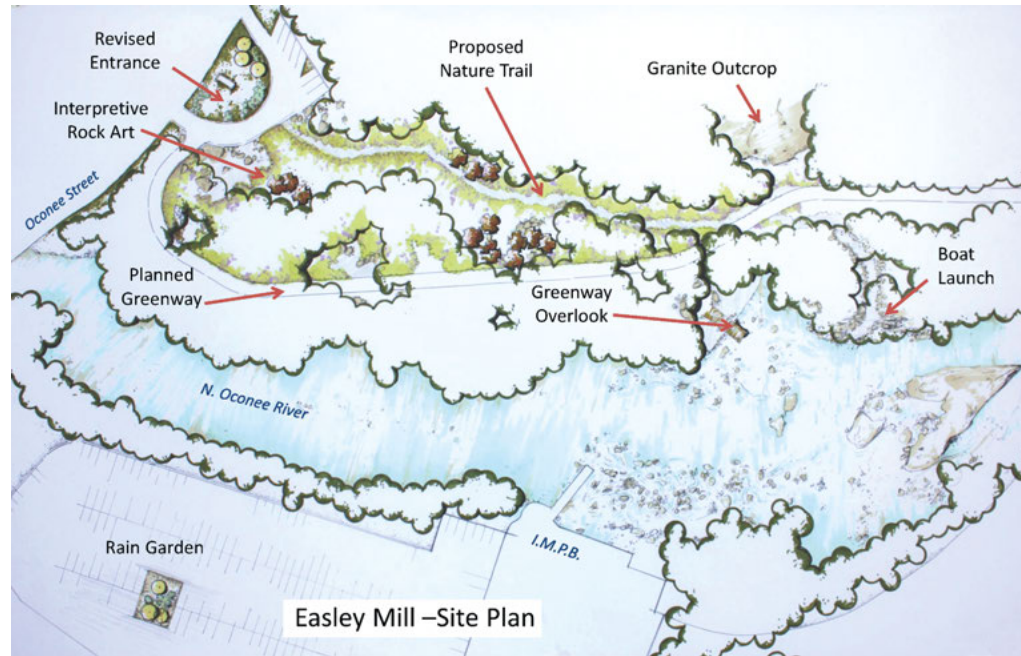 Revised
Entrance
Proposed
Nature Trail
Granite Outcrop
Interpretive
Rock Art
Oconee Street
Planned
Greenway
Greenway
Overlook
Boat
Launch
N. Oconee River
I.M.P.B.
Rain Garden
Easley Mill –Site Plan